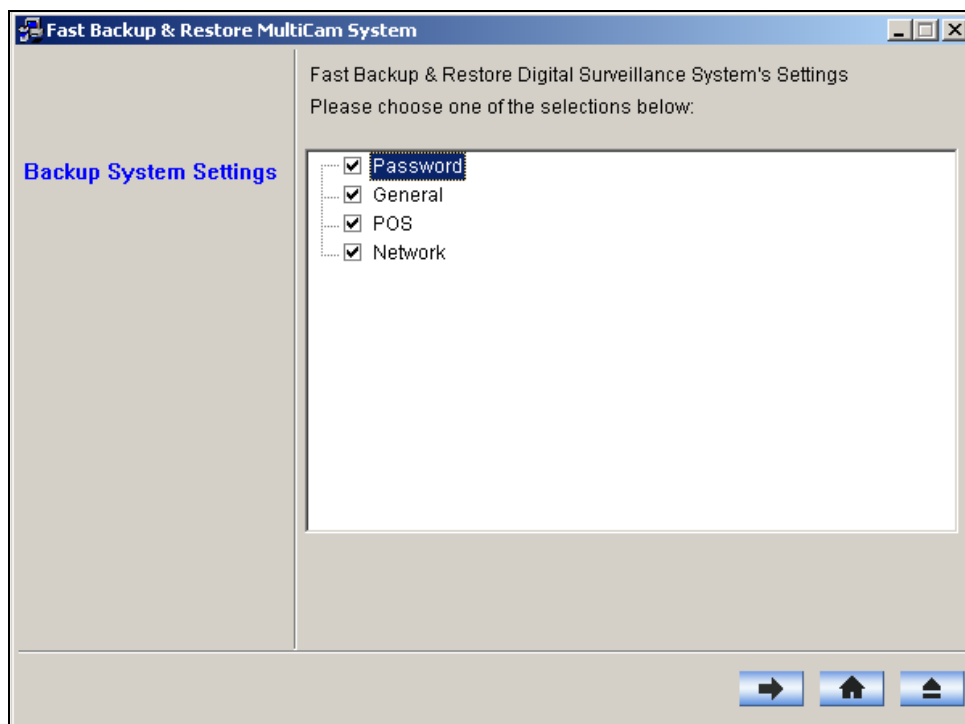 Fast Backup & Restore MultiCam System
Fast Backup & Restore Digital Surveillance System's Settings
Please choose one of the selections below:
Backup System Settings
Password
General
POS
Network